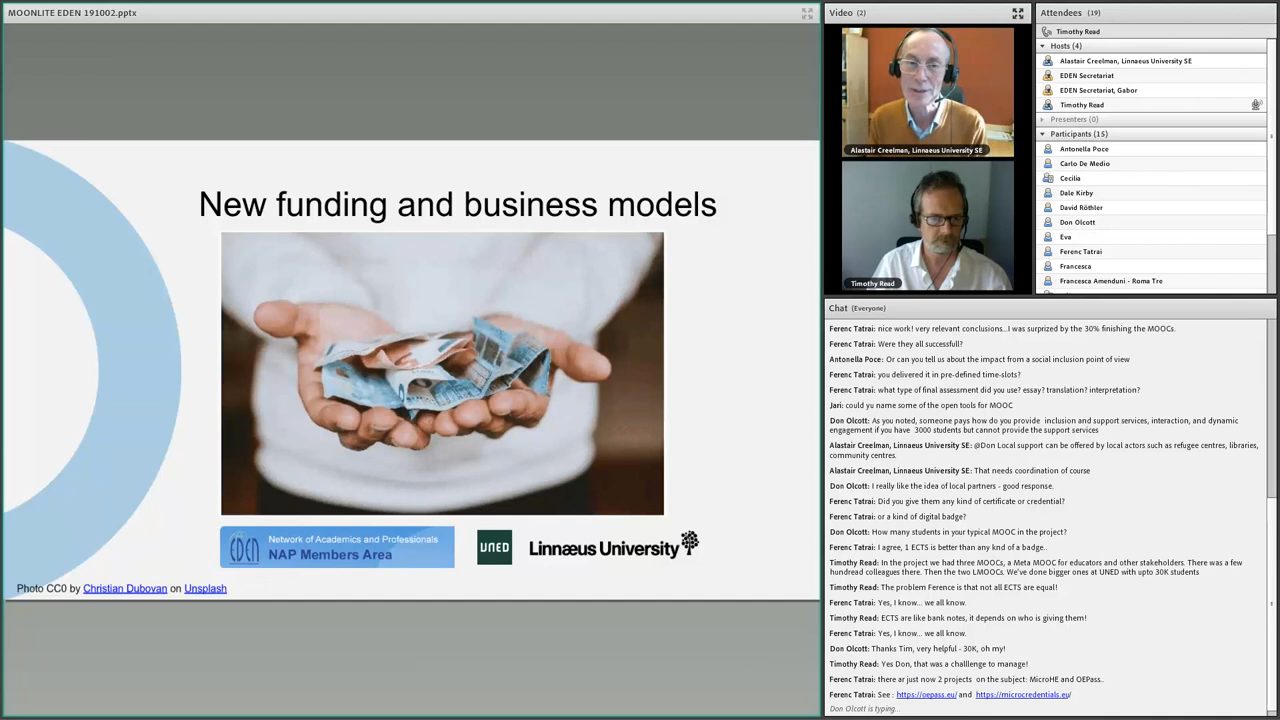 MOONLITE EDEN 191002.pptx
New funding and business models
EDEN
Network of Academics and Professionals
NAP Members Area
UNED
Linnæus University
Photo CC0 by Christian Dubovan on Unsplash
Video (2)
Alastair Creelman, Linnaeus University SE
Timothy Read
Attendees (19)
Timothy Read
Hosts (4)
Alastair Creelman, Linnaeus University SE
EDEN Secretariat
EDEN Secretariat, Gabor
Timothy Read
Presenters (0)
Participants (15)
Antonella Poce
Carlo De Medio
Cecilia
Dale Kirby
David Röthler
Don Olcott
Eva
Ferenc Tatrai
Francesca
Francesca Amenduni - Roma Tre
Chat (Everyone)
Ferenc Tatrai: nice work! very relevant conclusions...I was surprized by the 30% finishing the MOOCs.
Ferenc Tatrai: Were they all successfull?
Antonella Poce: Or can you tell us about the impact from a social inclusion point of view
Ferenc Tatrai: you delivered it in pre-defined time-slots?
Ferenc Tatrai: what type of final assessment did you use? essay? translation? interpretation?
Jari: could yu name some of the open tools for MOOC
Don Olcott: As you noted, someone pays how do you provide inclusion and support services, interaction, and dynamic
engagement if you have 3000 students but cannot provide the support services
Alastair Creelman, Linnaeus University SE: @Don Local support can be offered by local actors such as refugee centres, libraries,
community centres.
Alastair Creelman, Linnaeus University SE: That needs coordination of course
Don Olcott: I really like the idea of local partners - good response.
Ferenc Tatrai: Did you give them any kind of certificate or credential?
Ferenc Tatrai: or a kind of digital badge?
Don Olcott: How many students in your typical MOOC in the project?
Ferenc Tatrai: I agree, 1 ECTS is better than any kind of a badge..
Timothy Read: In the project we had three MOOCs, a Meta MOOC for educators and other stakeholders. There was a few
hundread colleagues there. Then the two LMOOCs. We've done bigger ones at UNED with upto 30K students
Timothy Read: The problem Ference is that not all ECTS are equal!
Ferenc Tatrai: Yes, I know... we all know.
Timothy Read: ECTS are like bank notes, it depends on who is giving them!
Ferenc Tatrai: Yes, I know... we all know.
Don Olcott: Thanks Tim, very helpful - 30K, oh my!
Timothy Read: Yes Don, that was a challlenge to manage!
Ferenc Tatrai: there ar just now 2 projects on the subject: MicroHE and OEPass..
Ferenc Tatrai: See : https://oepass.eu/ and https://microcredentials.eu/
Don Olcott is typing...